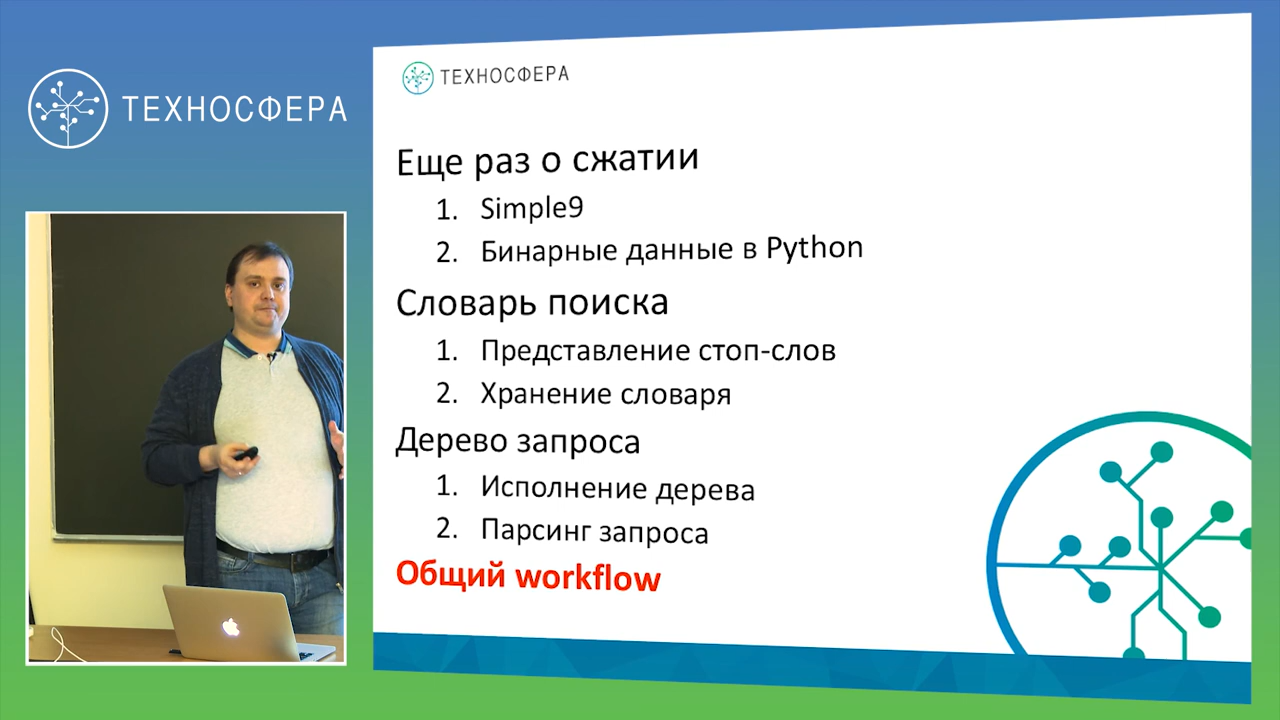 ТЕХНОСФЕРА
ТЕХНОСФЕРА
Еще раз о сжатии
1. Simple9
2. Бинарные данные в Python
Словарь поиска
1. Представление стоп-слов
2. Хранение словаря
Дерево запроса
1. Исполнение дерева
2. Парсинг запроса
Общий workflow